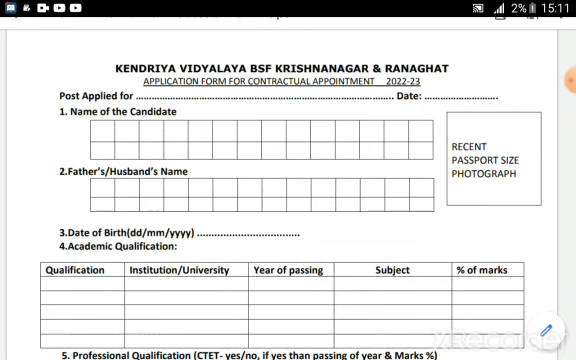 2% 15:11
KENDRIYA VIDYALAYA BSF KRISHNANAGAR & RANAGHAT
APPLICATION FORM FOR CONTRACTUAL APPOINTMENT 2022-23
Post Applied for ........................................................................................ Date: ..........................
1. Name of the Candidate
RECENT
PASSPORT SIZE
PHOTOGRAPH
2.Father's/Husband's Name
3.Date of Birth(dd/mm/yyyy) ..................................
4.Academic Qualification:
Qualification Institution/University Year of passing Subject % of marks
XRecorder
5. Professional Qualification (CTET- yes/no, if yes than passing of year & Marks %)